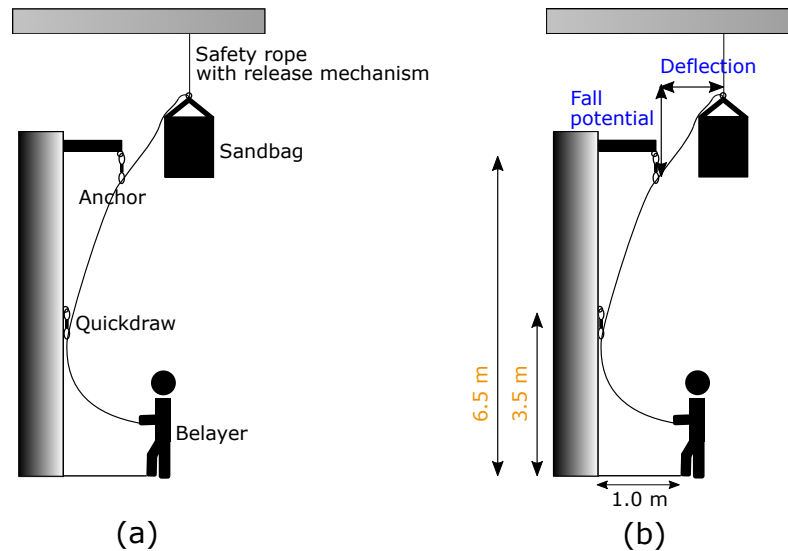 Safety rope
with release mechanism
Sandbag
Anchor
Quickdraw
Belayer
(a)
Deflection
Fall
potential
6.5 m
3.5 m
1.0 m
(b)